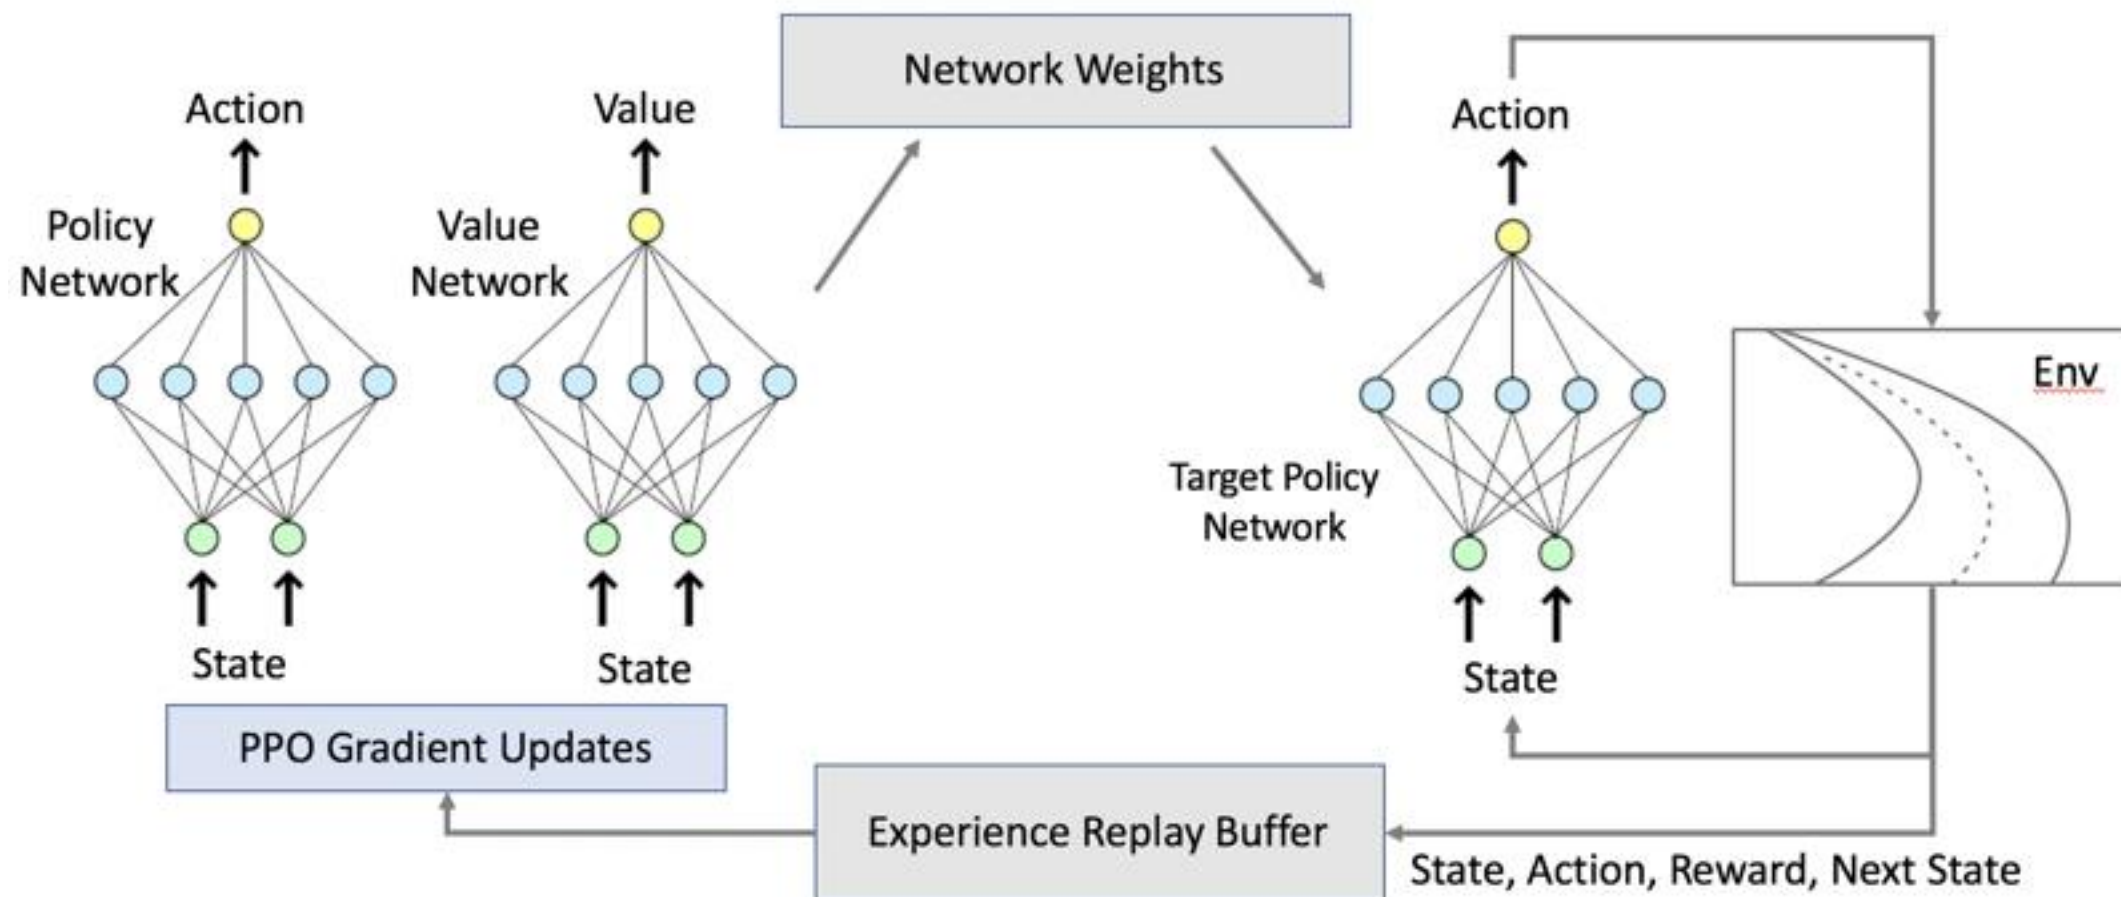 Network Weights
Action
Value
Action
Policy
Network
Value
Network
Env
Target Policy
Network
State
State
State
PPO Gradient Updates
Experience Replay Buffer
State, Action, Reward, Next State